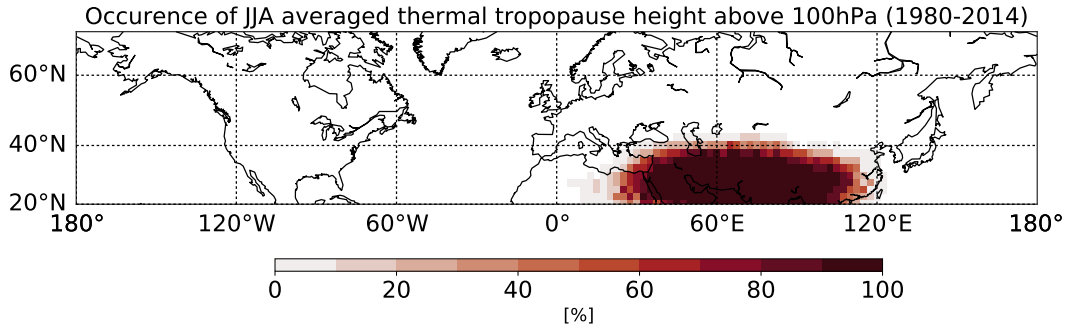 Occurence of JJA averaged thermal tropopause height above 100hPa (1980-2014)
60°N
40°N
20°N
180° 120°W 60°W 0° 60°E 120°E 180°
0 20 40 60 80 100
[%]